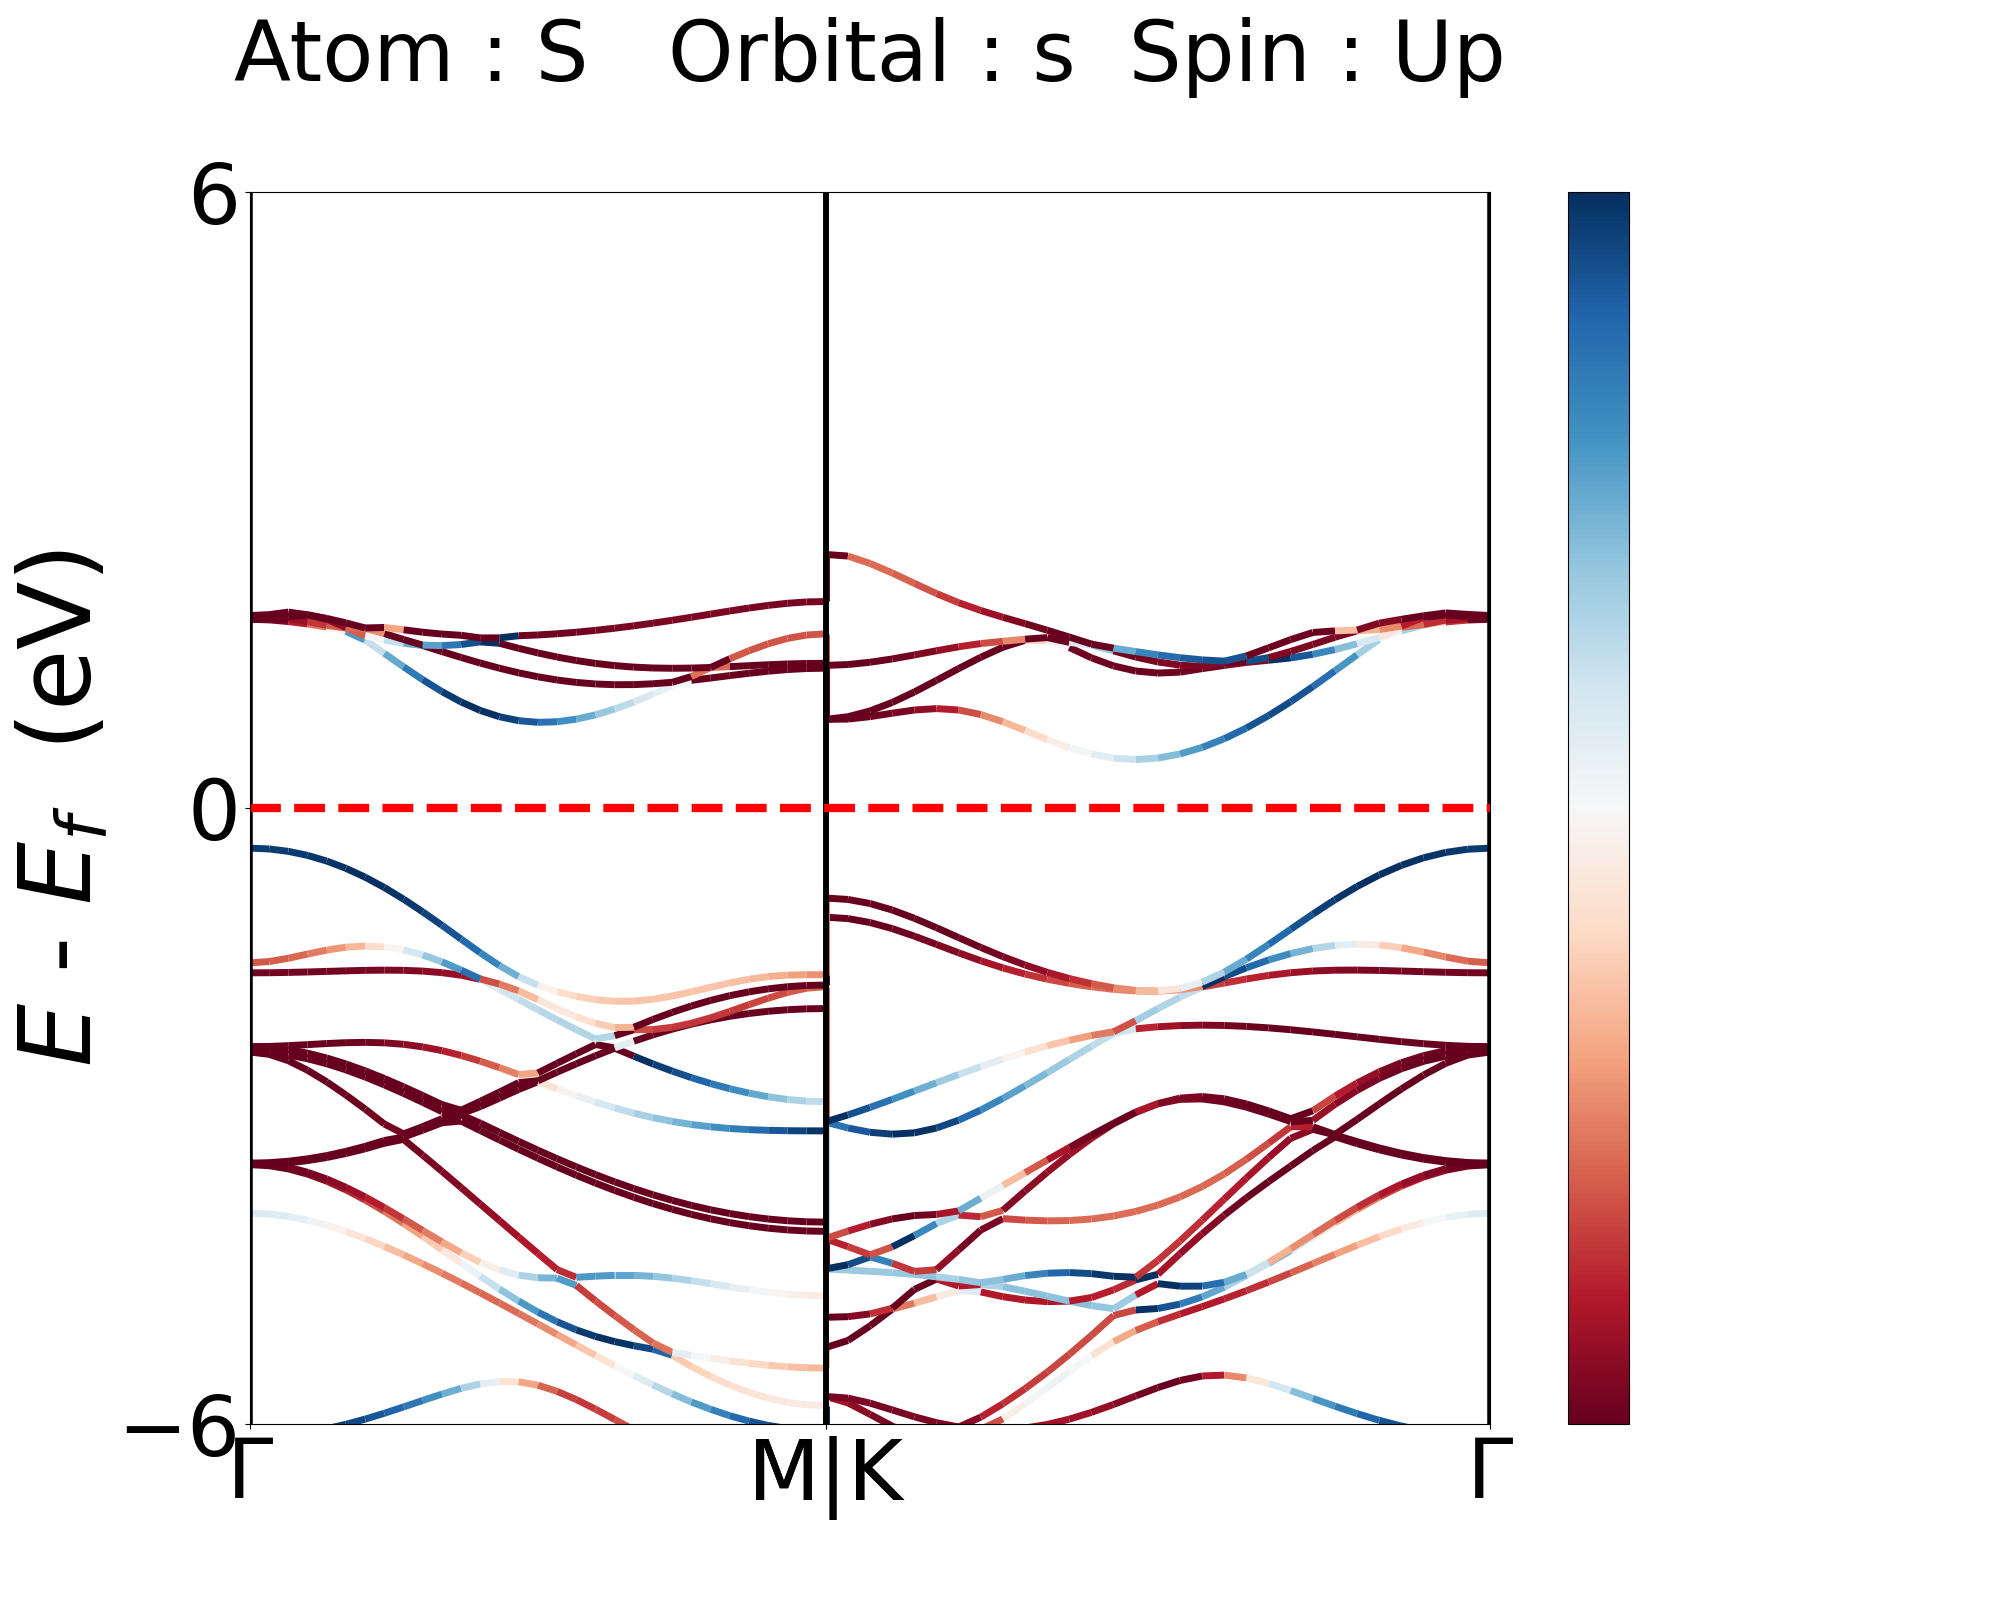 Atom : S   Orbital : s  Spin : Up
6
E - E_f (eV)
0
−6
Γ M|K Γ